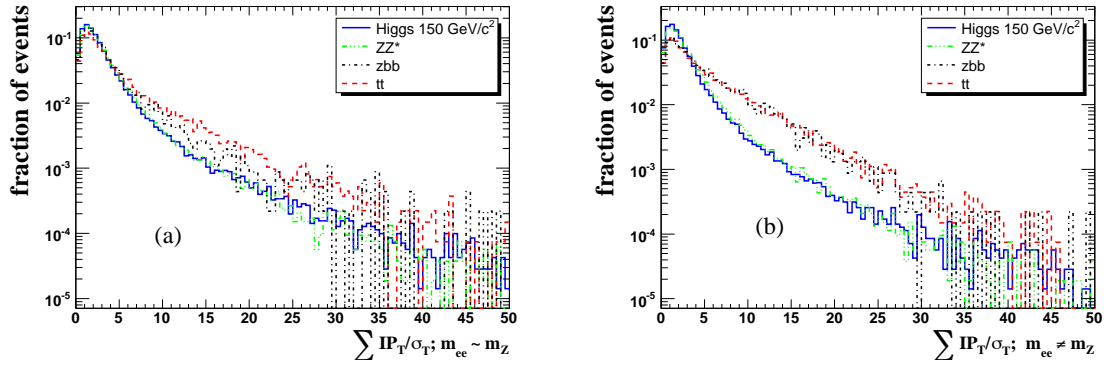 fraction of events
10⁻¹
10⁻²
10⁻³
10⁻⁴
10⁻⁵
Higgs 150 GeV/c²
ZZ*
zbb
tt
(a)
0 5 10 15 20 25 30 35 40 45 50
∑ IP_T/σ_T; m_ee ~ m_Z
fraction of events
10⁻¹
10⁻²
10⁻³
10⁻⁴
10⁻⁵
Higgs 150 GeV/c²
ZZ*
zbb
tt
(b)
0 5 10 15 20 25 30 35 40 45 50
∑ IP_T/σ_T; m_ee ≠ m_Z